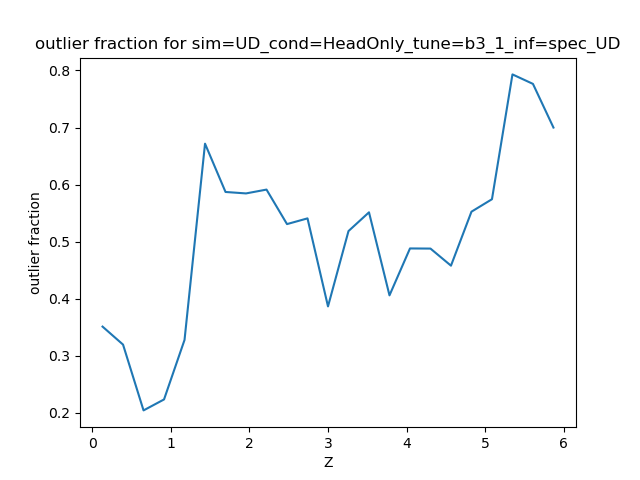 outlier fraction for sim=UD_cond=HeadOnly_tune=b3_1_inf=spec_UD
0.8
0.7
0.6
0.5
0.4
0.3
0.2
outlier fraction
0 1 2 3 4 5 6
Z